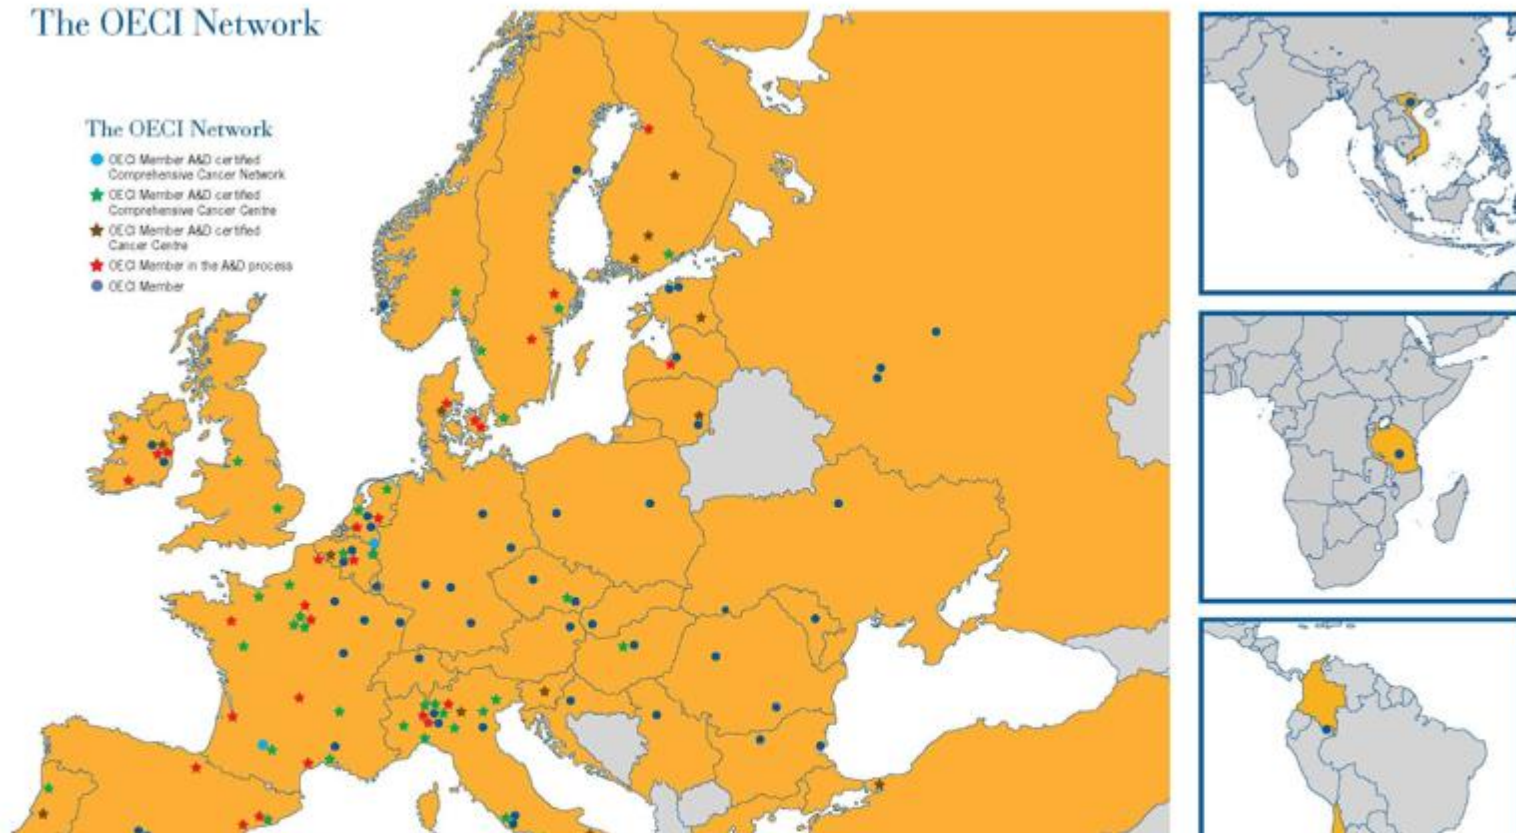 The OECI Network
The OECI Network
OECI Member A&D certified
Comprehensive Cancer Network
OECI Member A&D certified
Comprehensive Cancer Centre
OECI Member A&D certified
Cancer Centre
OECI Member in the A&D process
OECI Member